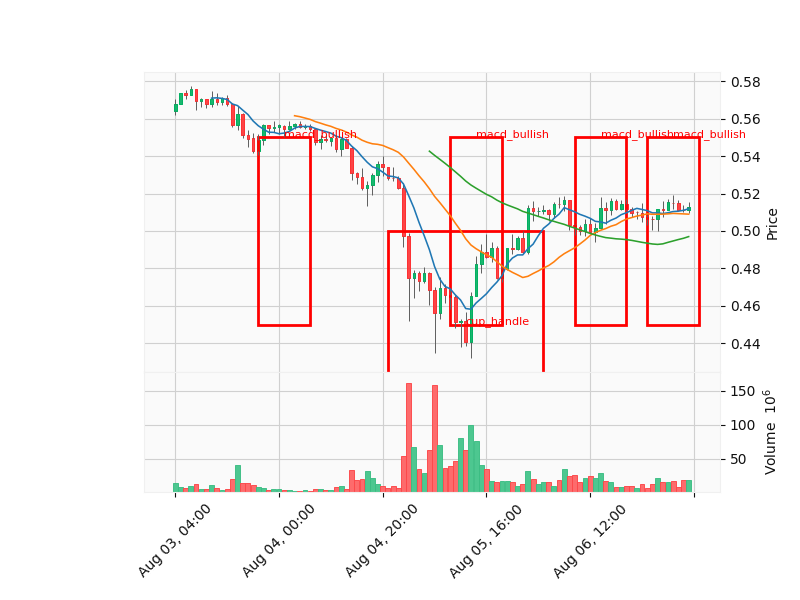 0.58
0.56
macd_bullish
macd_bullish
macd_bullish
macd_bullish
0.54
0.52
0.50
Price
0.48
0.46
cup_handle
0.44
150
100
50
Volume 10^6
Aug 03, 04:00
Aug 04, 00:00
Aug 04, 20:00
Aug 05, 16:00
Aug 06, 12:00